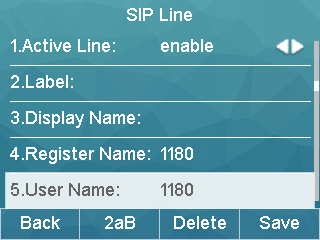 SIP Line
1.Active Line: enable
2.Label:
3.Display Name:
4.Register Name: 1180
5.User Name: 1180
Back 2aB Delete Save